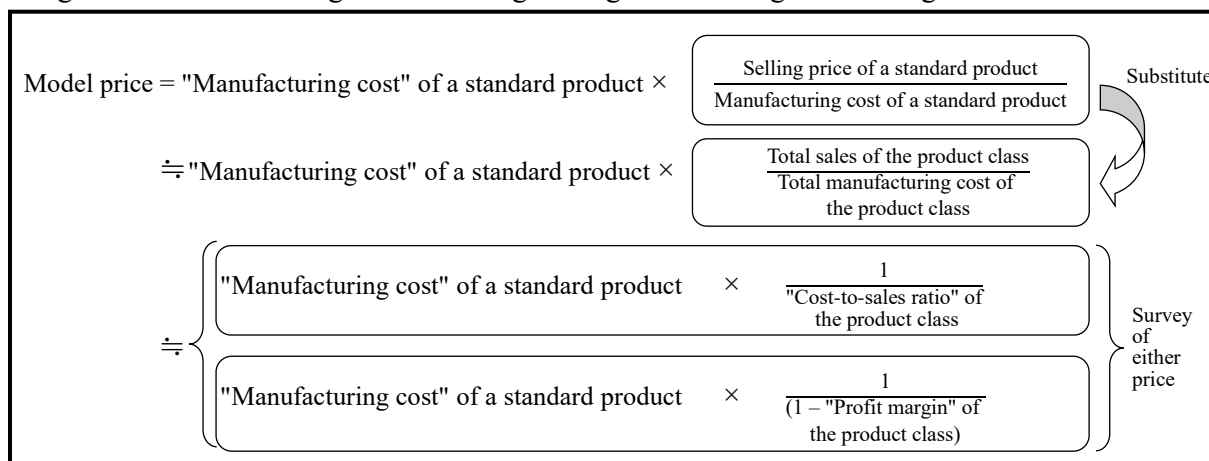 Model price = "Manufacturing cost" of a standard product ×
Selling price of a standard product
Manufacturing cost of a standard product
Substitute
≒ "Manufacturing cost" of a standard product ×
Total sales of the product class
Total manufacturing cost of
the product class
≒
"Manufacturing cost" of a standard product ×
1
"Cost-to-sales ratio" of
the product class
"Manufacturing cost" of a standard product ×
1
(1 – "Profit margin" of
the product class)
Survey
of
either
price